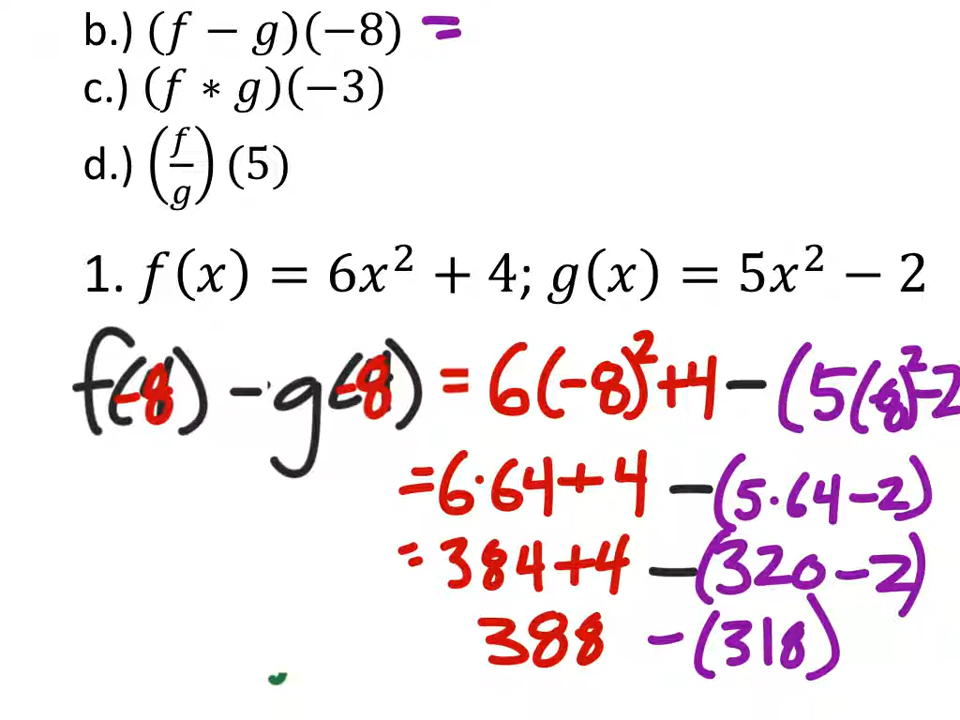 b.) (f − g)(−8) =
c.) (f ∗ g)(−3)
d.) (f/g) (5)
1. f(x) = 6x² + 4; g(x) = 5x² − 2
f(-8) - g(-8) = 6(-8)² + 4 - (5(-8)² - 2
= 6·64 + 4 - (5·64 - 2)
= 384 + 4 - (320 - 2)
388 - (318)